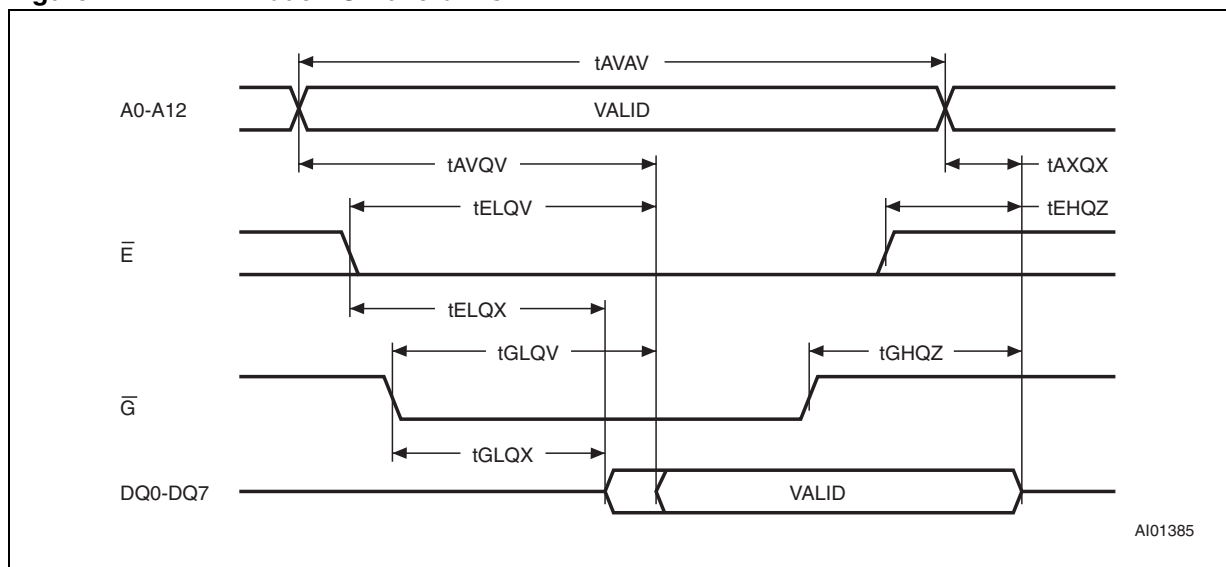 tAVAV
A0-A12
VALID
tAVQV
tAXQX
tELQV
tEHQZ
E̅
tELQX
tGLQV
tGHQZ
G̅
tGLQX
DQ0-DQ7
VALID
AI01385